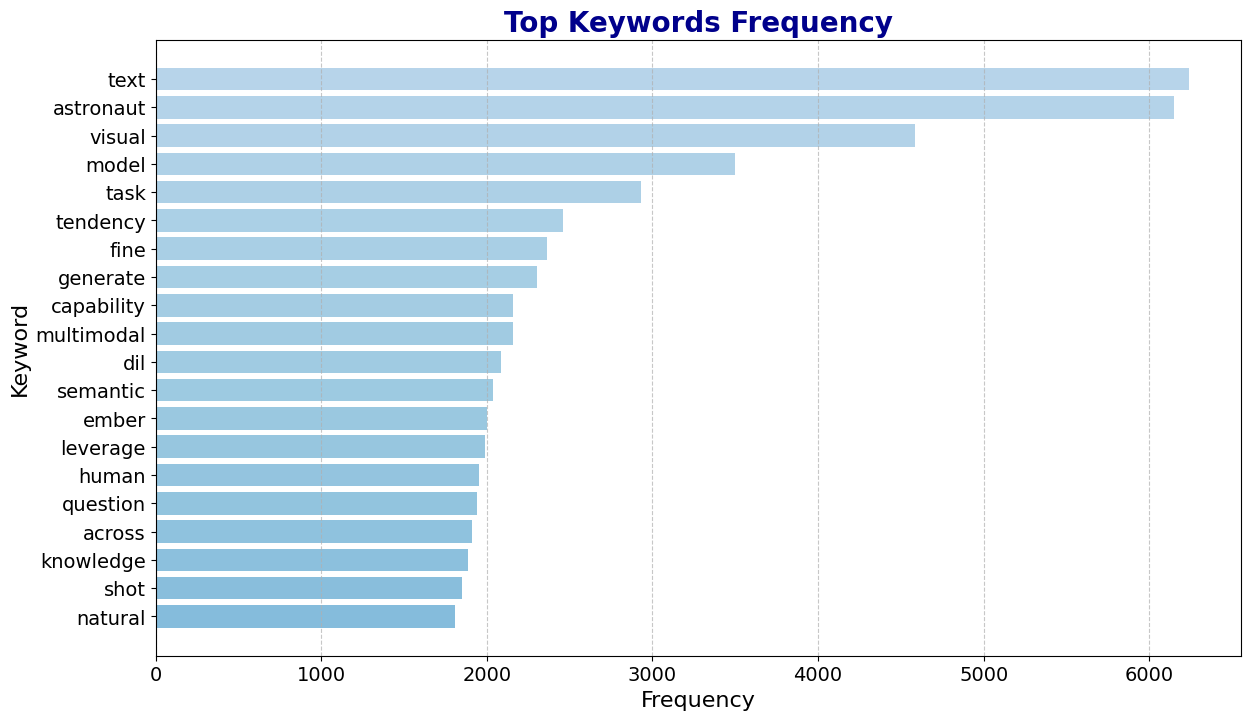 Top Keywords Frequency
Keyword
text
astronaut
visual
model
task
tendency
fine
generate
capability
multimodal
dil
semantic
ember
leverage
human
question
across
knowledge
shot
natural
0 1000 2000 3000 4000 5000 6000
Frequency